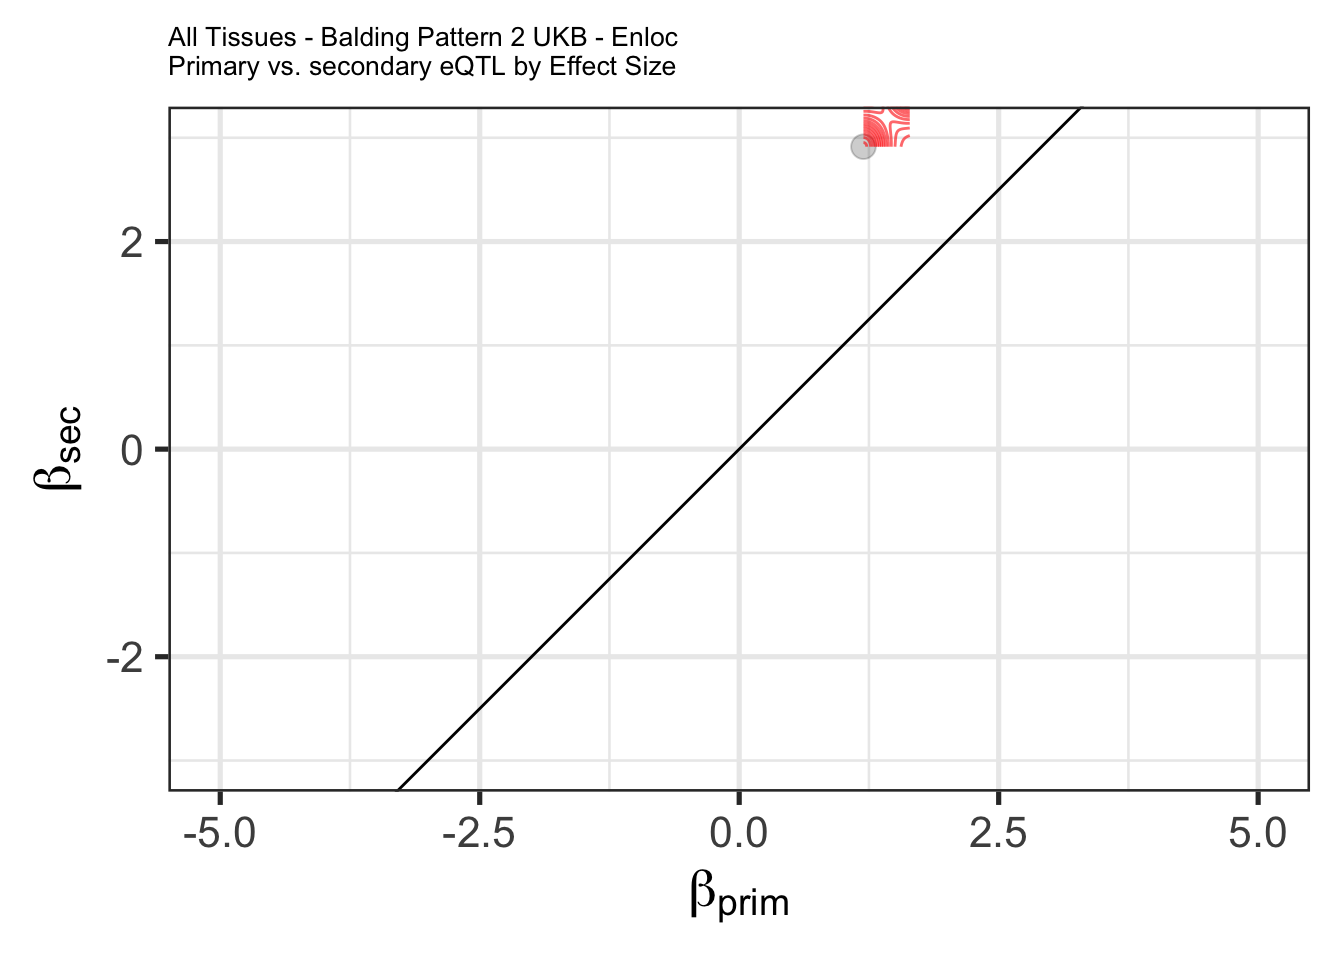 All Tissues - Balding Pattern 2 UKB - Enloc
Primary vs. secondary eQTL by Effect Size
βsec
2
0
-2
-5.0
-2.5
0.0
2.5
5.0
βprim